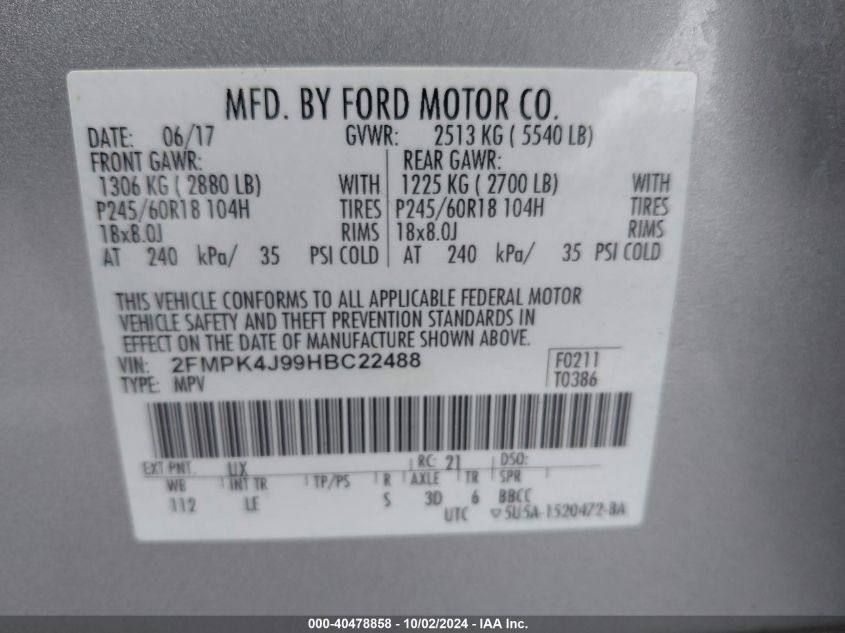 MFD. BY FORD MOTOR CO.
DATE: 06/17 GVWR: 2513 KG ( 5540 LB)
FRONT GAWR: REAR GAWR:
1306 KG ( 2880 LB) WITH 1225 KG ( 2700 LB) WITH
P245/60R18 104H TIRES P245/60R18 104H TIRES
18x8.0J RIMS 18x8.0J RIMS
AT 240 kPa/ 35 PSI COLD AT 240 kPa/ 35 PSI COLD
THIS VEHICLE CONFORMS TO ALL APPLICABLE FEDERAL MOTOR
VEHICLE SAFETY AND THEFT PREVENTION STANDARDS IN
EFFECT ON THE DATE OF MANUFACTURE SHOWN ABOVE.
VIN: 2FMPK4J99HBC22488 F0211
TYPE: MPV T0386
EXT PNT: UX RC: 21 DSO:
WB INT TR TP/PS R AXLE TR SPR
112 LE S 3D 6 BBCC
UTC ▽5U5A-1520472-BA
000-40478858 - 10/02/2024 - IAA Inc.